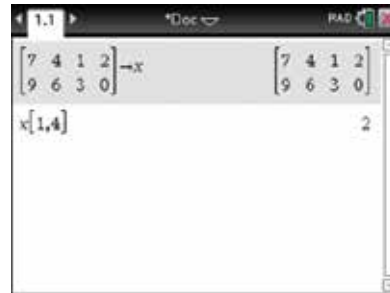 1.1 *Doc RAD
[7 4 1 2
9 6 3 0]→x [7 4 1 2
9 6 3 0]
x[1,4] 2